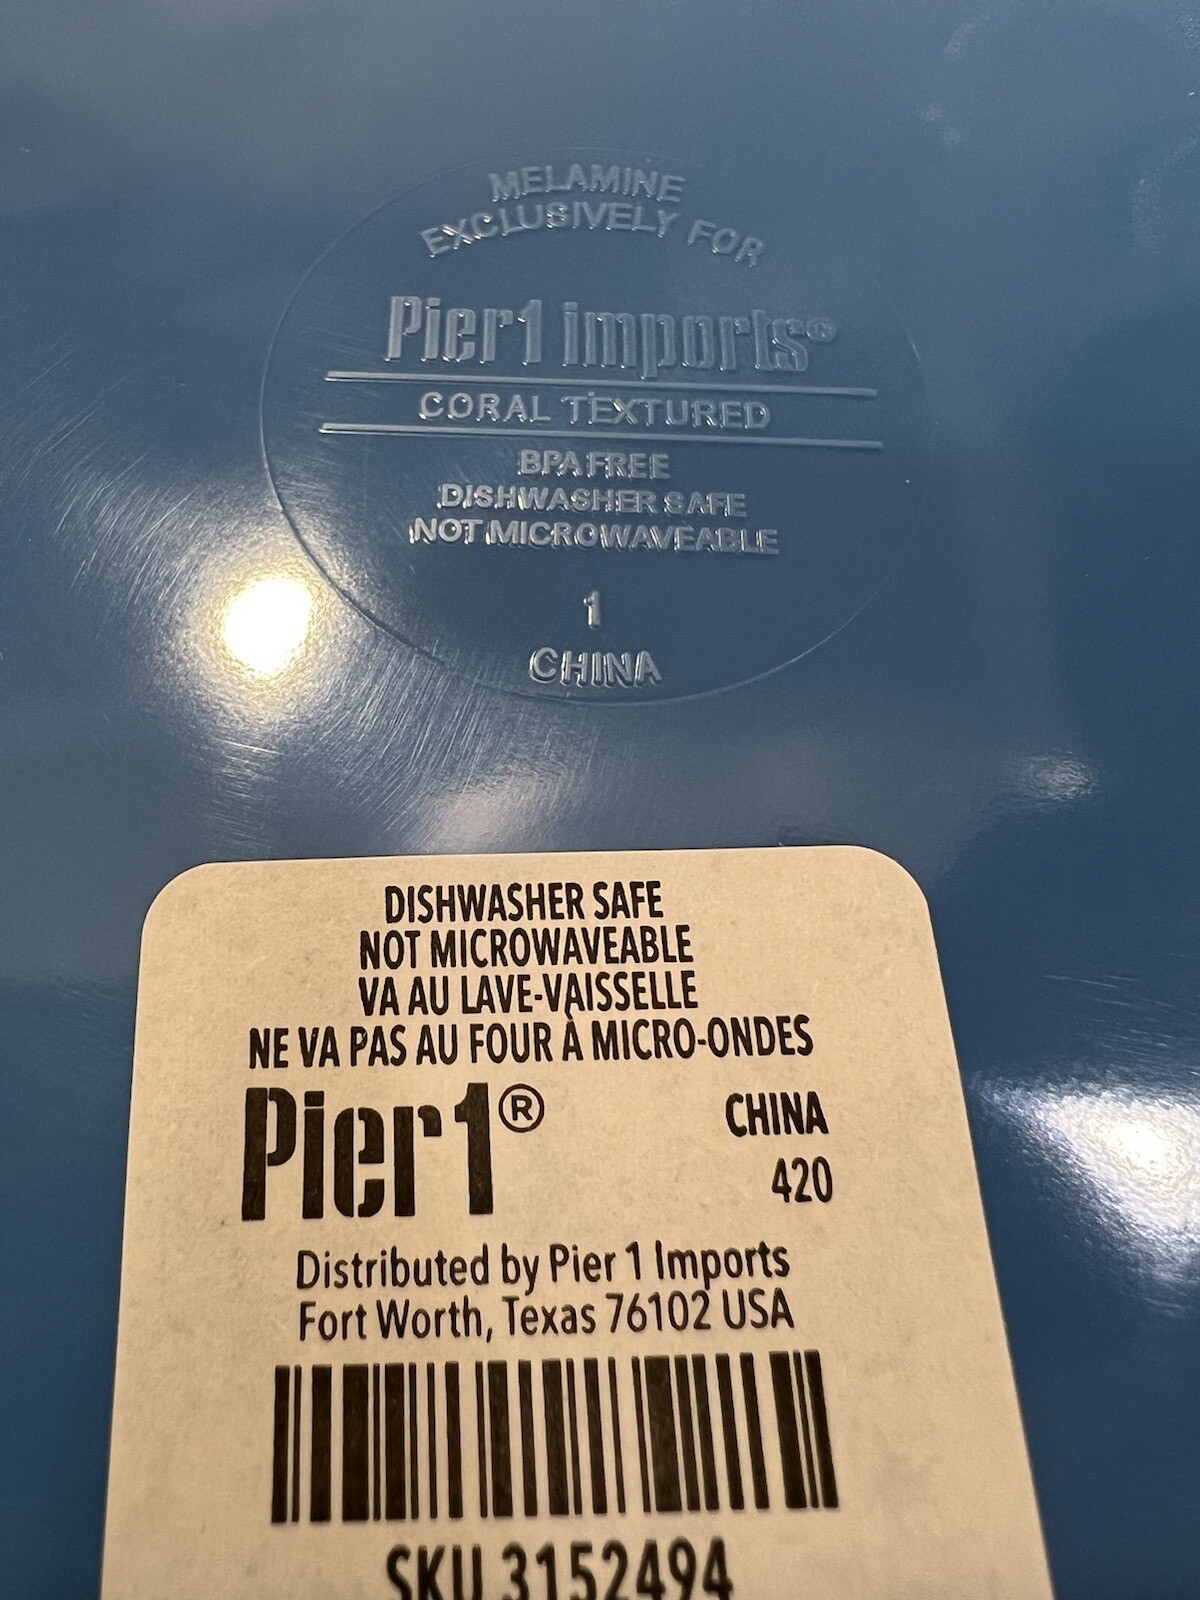 MELAMINE
EXCLUSIVELY FOR
Pier1 imports®
CORAL TEXTURED
BPA FREE
DISHWASHER SAFE
NOT MICROWAVEABLE
1
CHINA
DISHWASHER SAFE
NOT MICROWAVEABLE
VA AU LAVE-VAISSELLE
NE VA PAS AU FOUR À MICRO-ONDES
Pier1®
CHINA
420
Distributed by Pier 1 Imports
Fort Worth, Texas 76102 USA
SKU 3152494